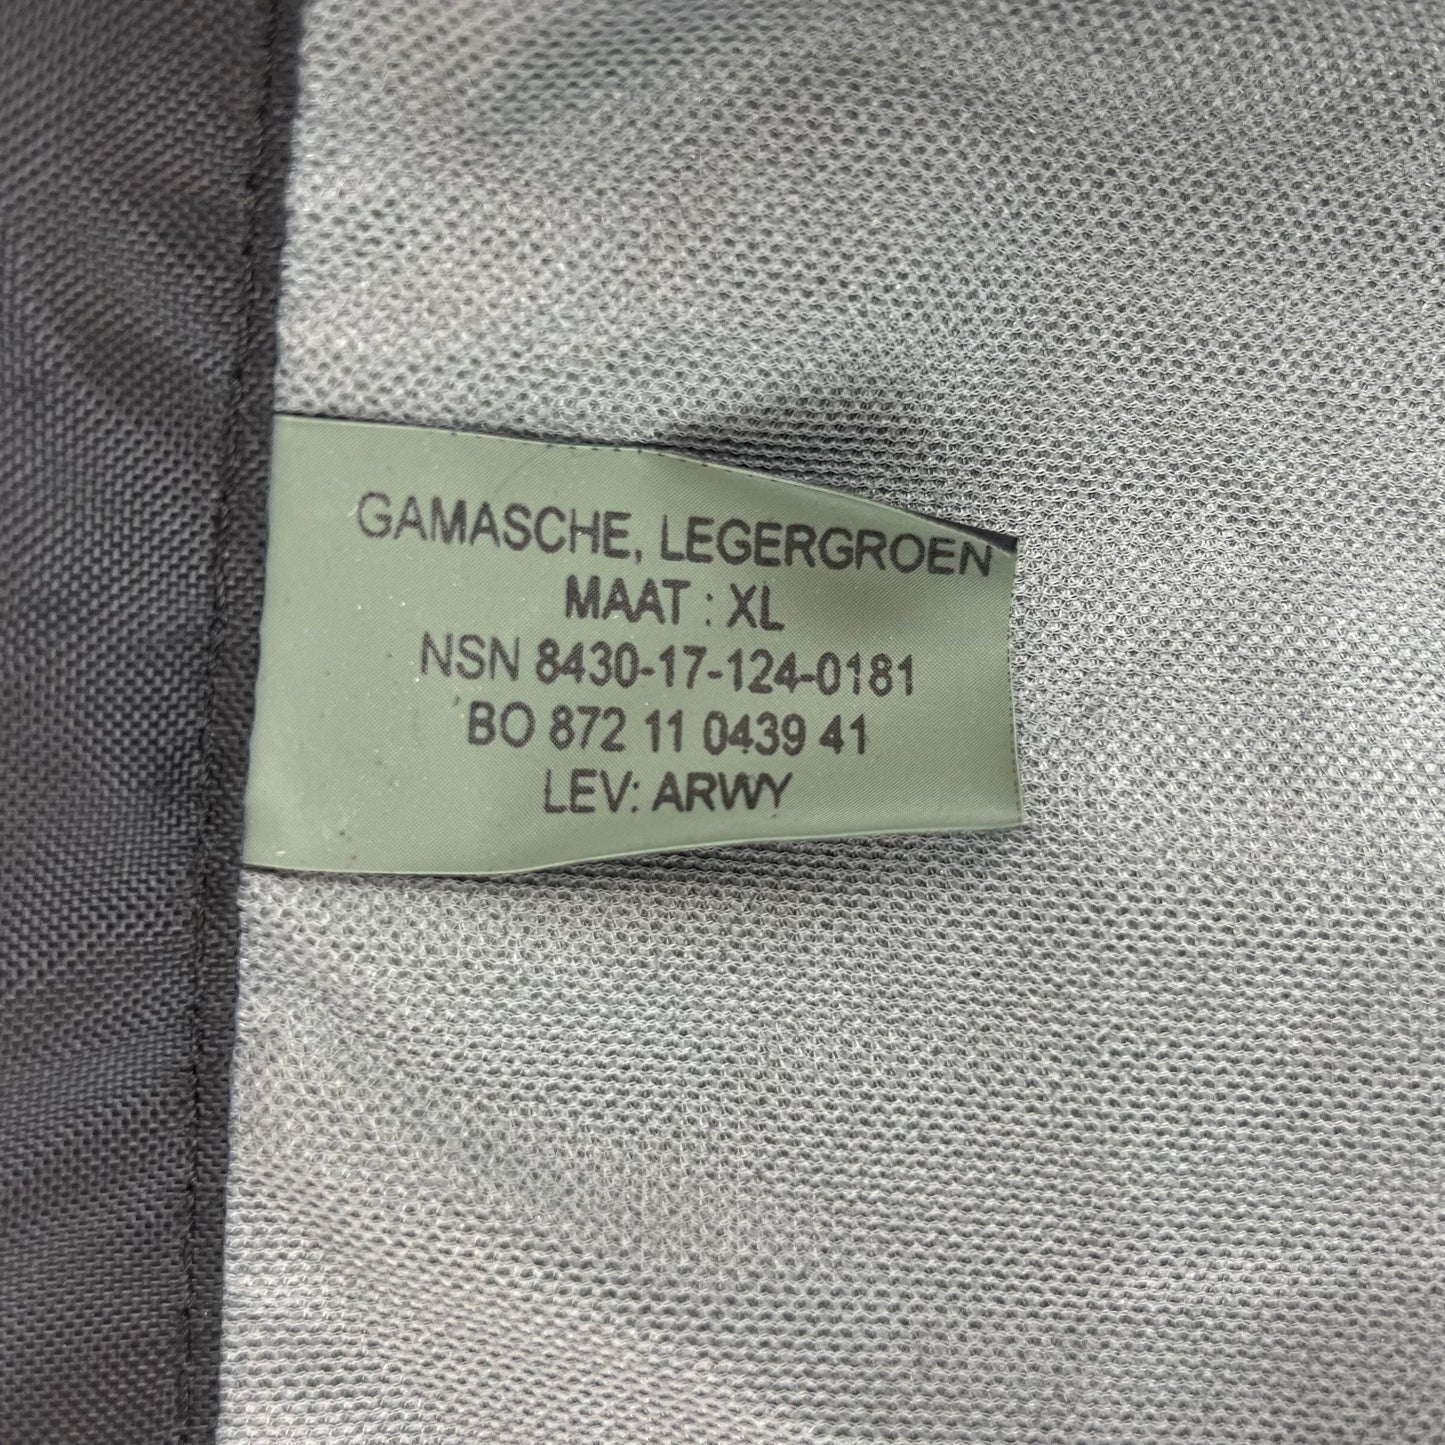 GAMASCHE, LEGERGROEN
MAAT : XL
NSN 8430-17-124-0181
BO 872 11 0439 41
LEV: ARWY